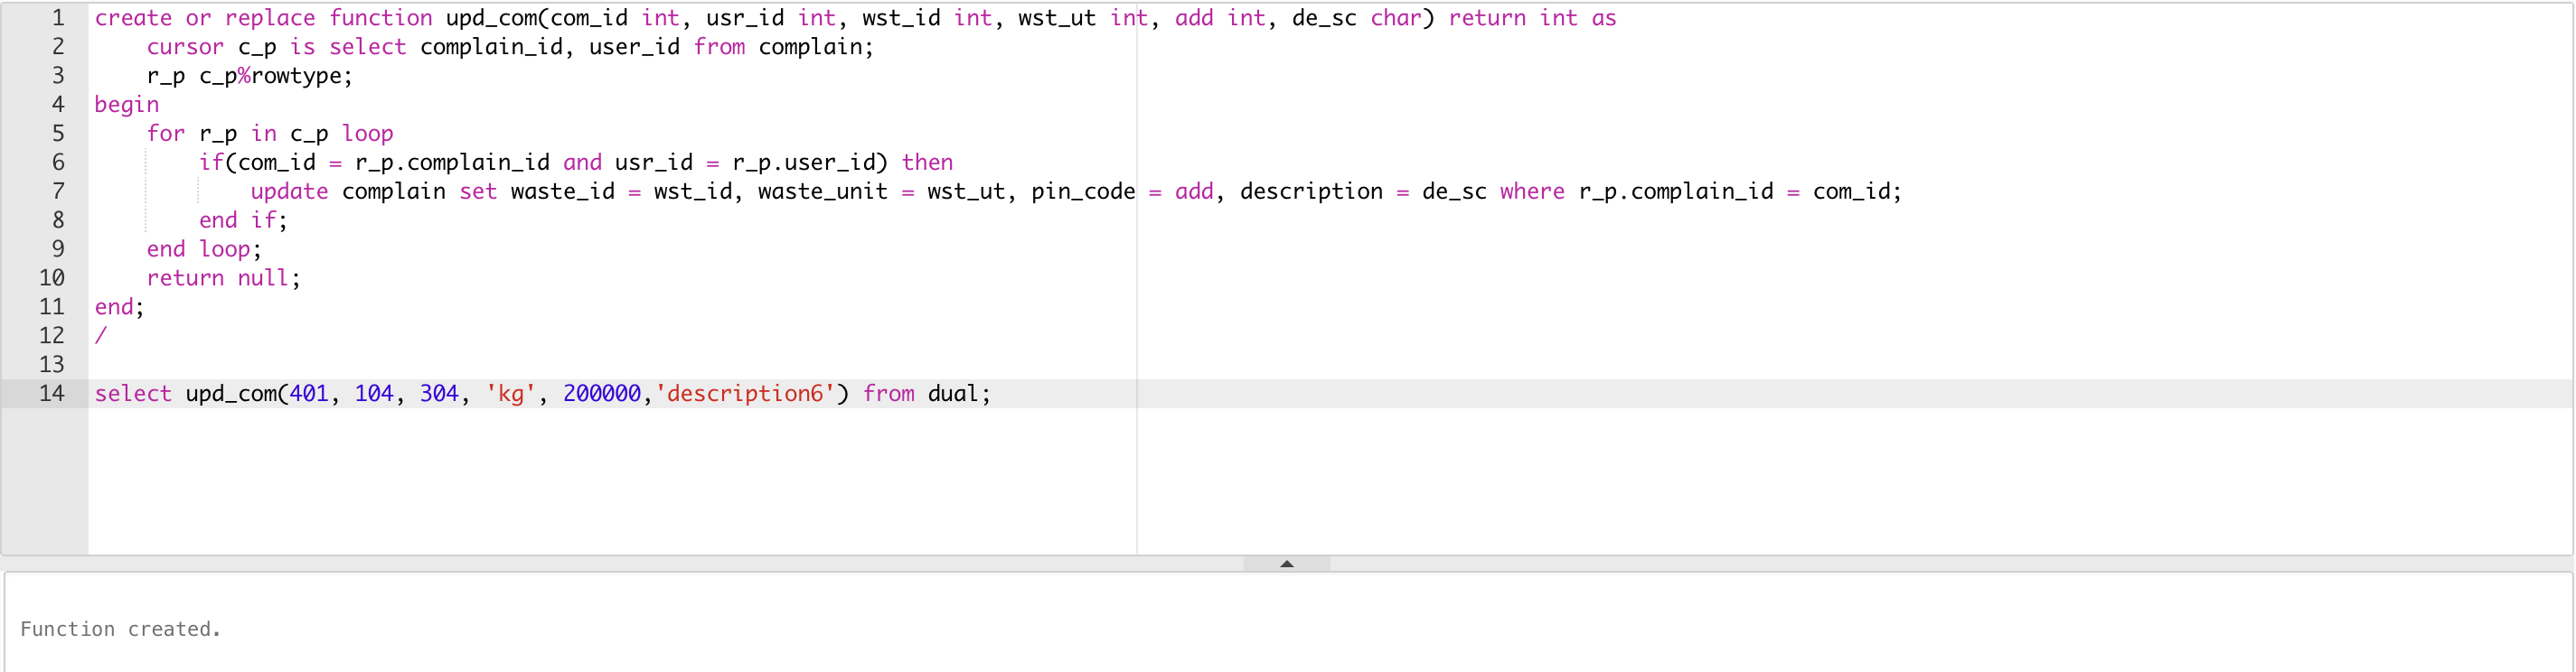 1 create or replace function upd_com(com_id int, usr_id int, wst_id int, wst_ut int, add int, de_sc char) return int as
2 cursor c_p is select complain_id, user_id from complain;
3 r_p c_p%rowtype;
4 begin
5 for r_p in c_p loop
6 if(com_id = r_p.complain_id and usr_id = r_p.user_id) then
7 update complain set waste_id = wst_id, waste_unit = wst_ut, pin_code = add, description = de_sc where r_p.complain_id = com_id;
8 end if;
9 end loop;
10 return null;
11 end;
12 /
13
14 select upd_com(401, 104, 304, 'kg', 200000,'description6') from dual;
Function created.